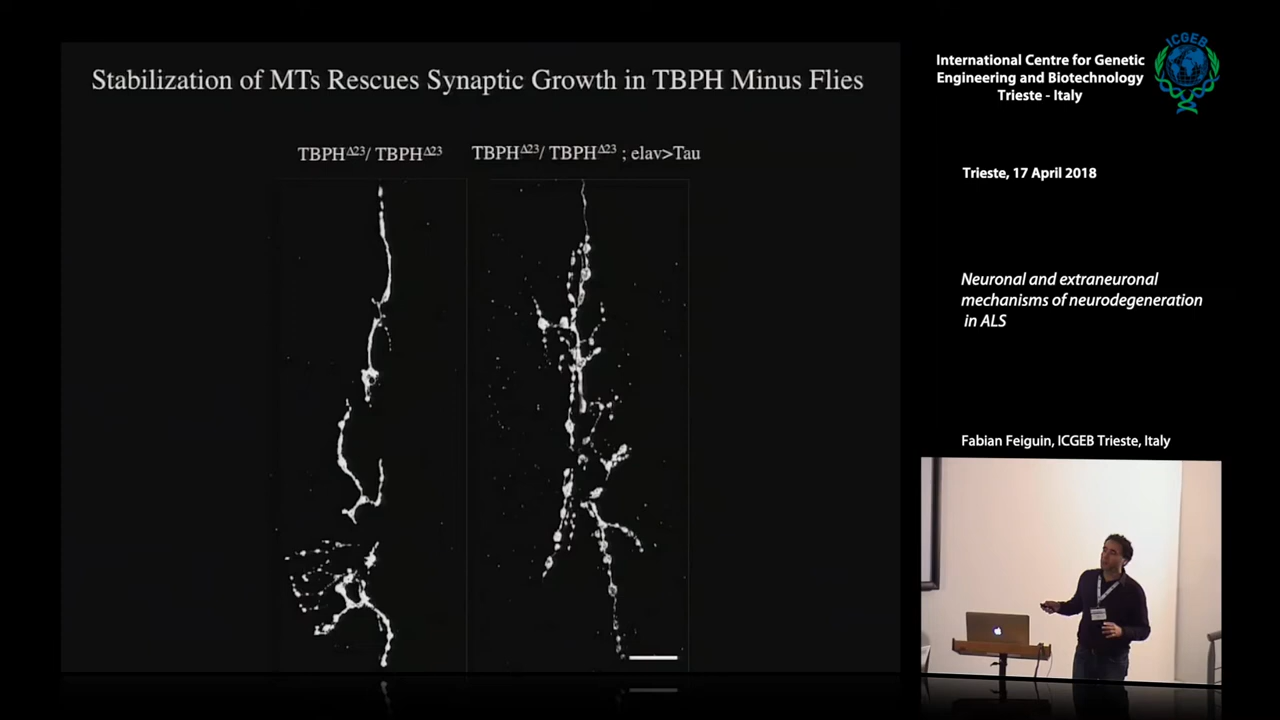 Stabilization of MTs Rescues Synaptic Growth in TBPH Minus Flies
TBPHΔ23/ TBPHΔ23
TBPHΔ23/ TBPHΔ23 ; elav>Tau
ICGEB
International Centre for Genetic
Engineering and Biotechnology
Trieste - Italy
Trieste, 17 April 2018
Neuronal and extraneuronal
mechanisms of neurodegeneration
in ALS
Fabian Feiguin, ICGEB Trieste, Italy